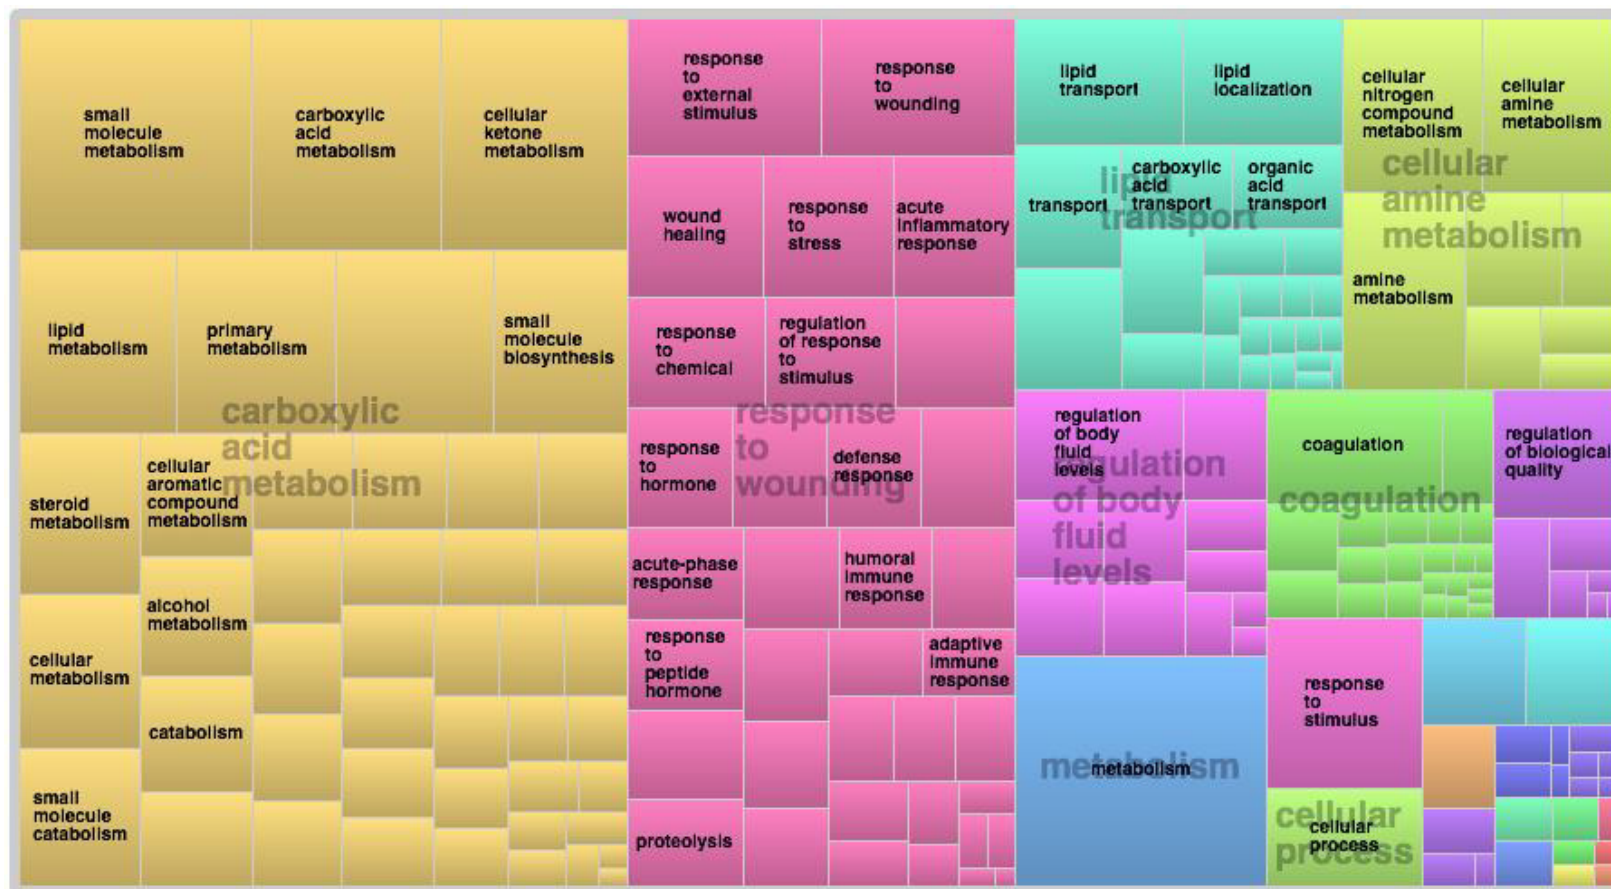 small
molecule
metabolism
carboxylic
acid
metabolism
cellular
ketone
metabolism
lipid
metabolism
primary
metabolism
small
molecule
biosynthesis
carboxylic
acid
metabolism
steroid
metabolism
cellular
aromatic
compound
metabolism
cellular
metabolism
alcohol
metabolism
catabolism
small
molecule
catabolism
response
to
external
stimulus
response
to
wounding
wound
healing
response
to
stress
acute
inflammatory
response
response
to
chemical
regulation
of response
to
stimulus
response
to
wounding
response
to
hormone
defense
response
acute-phase
response
humoral
immune
response
response
to
peptide
hormone
adaptive
immune
response
proteolysis
lipid
transport
lipid
localization
transport
carboxylic
acid
transport
organic
acid
transport
lipid
transport
cellular
nitrogen
compound
metabolism
cellular
amine
metabolism
cellular
amine
metabolism
amine
metabolism
regulation
of body
fluid
levels
regulation
of body
fluid
levels
coagulation
coagulation
regulation
of biological
quality
metabolism
metabolism
response
to
stimulus
cellular
process
cellular
process